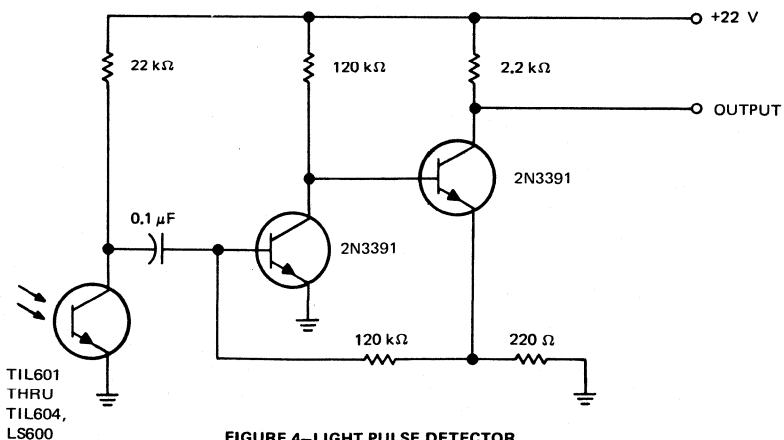 +22 V
22 kΩ
120 kΩ
2.2 kΩ
OUTPUT
2N3391
0.1 μF
2N3391
120 kΩ
220 Ω
TIL601
THRU
TIL604,
LS600
FIGURE 4—LIGHT PULSE DETECTOR